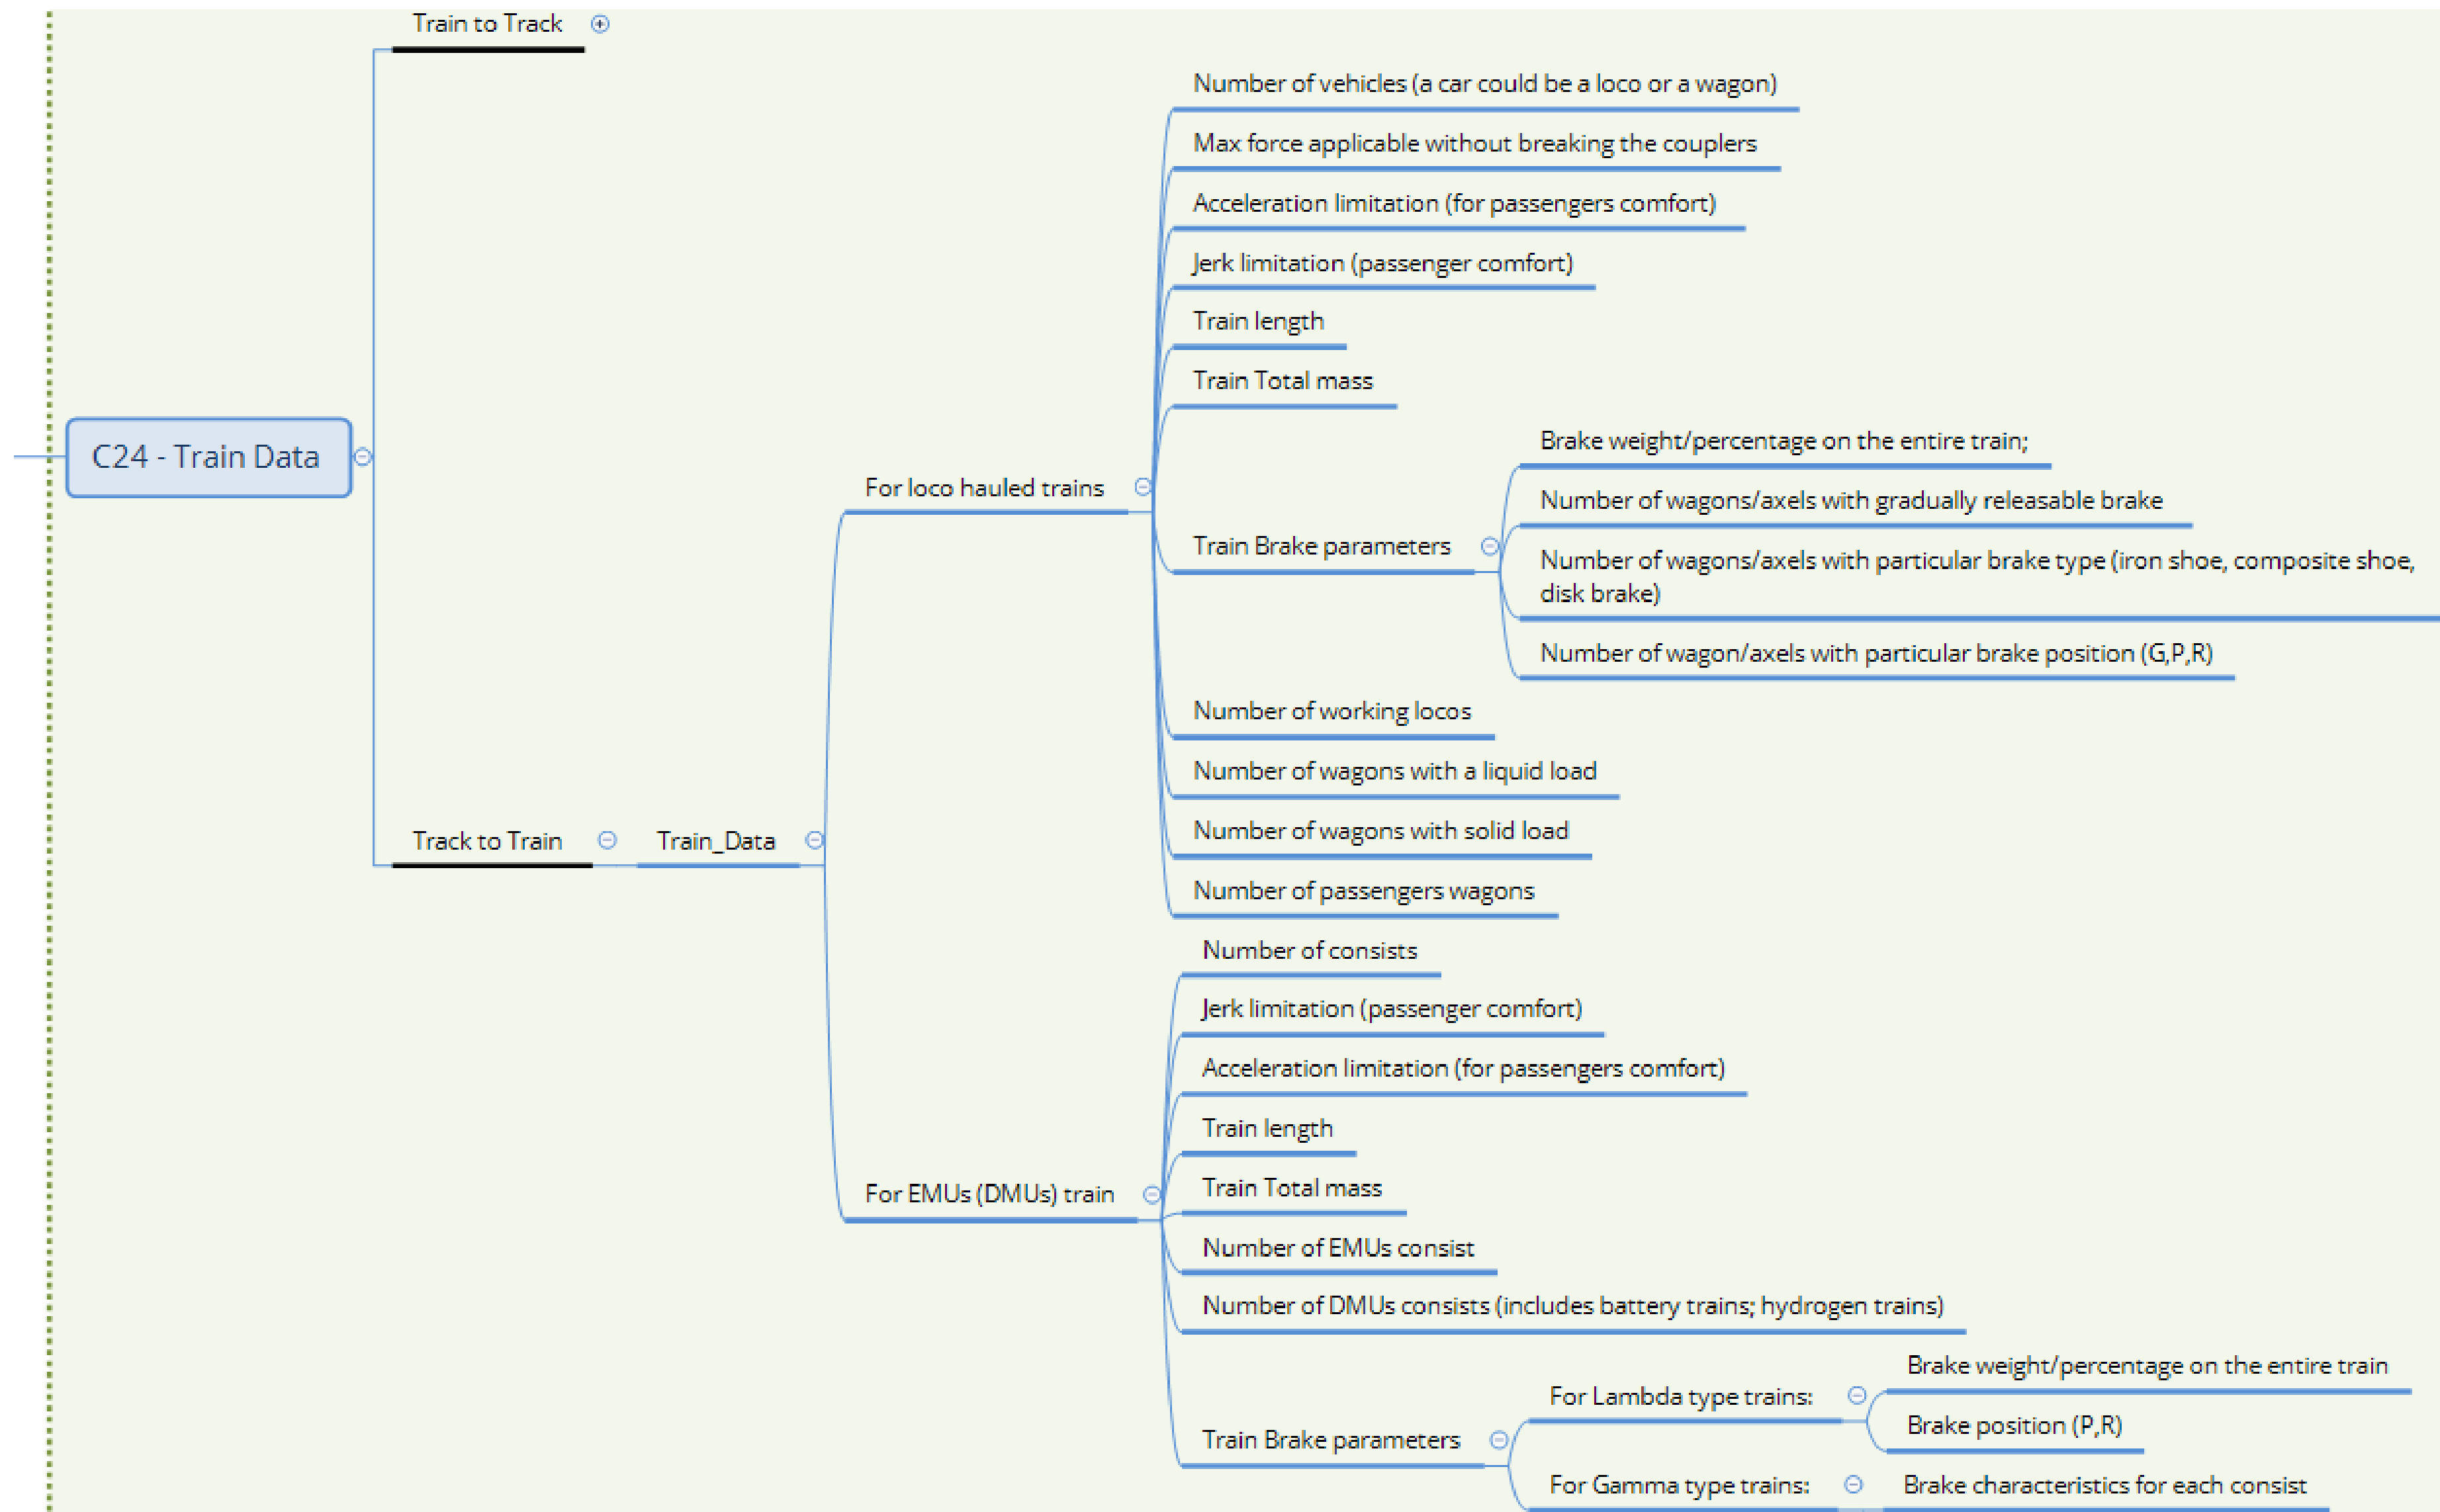 Train to Track
Number of vehicles (a car could be a loco or a wagon)
Max force applicable without breaking the couplers
Acceleration limitation (for passengers comfort)
Jerk limitation (passenger comfort)
Train length
Train Total mass
Brake weight/percentage on the entire train;
C24 - Train Data
For loco hauled trains
Number of wagons/axels with gradually releasable brake
Train Brake parameters
Number of wagons/axels with particular brake type (iron shoe, composite shoe,
disk brake)
Number of wagon/axels with particular brake position (G,P,R)
Number of working locos
Number of wagons with a liquid load
Number of wagons with solid load
Track to Train
Train_Data
Number of passengers wagons
Number of consists
Jerk limitation (passenger comfort)
Acceleration limitation (for passengers comfort)
Train length
Train Total mass
For EMUs (DMUs) train
Number of EMUs consist
Number of DMUs consists (includes battery trains; hydrogen trains)
Train Brake parameters
For Lambda type trains:
Brake weight/percentage on the entire train
Brake position (P,R)
For Gamma type trains:
Brake characteristics for each consist